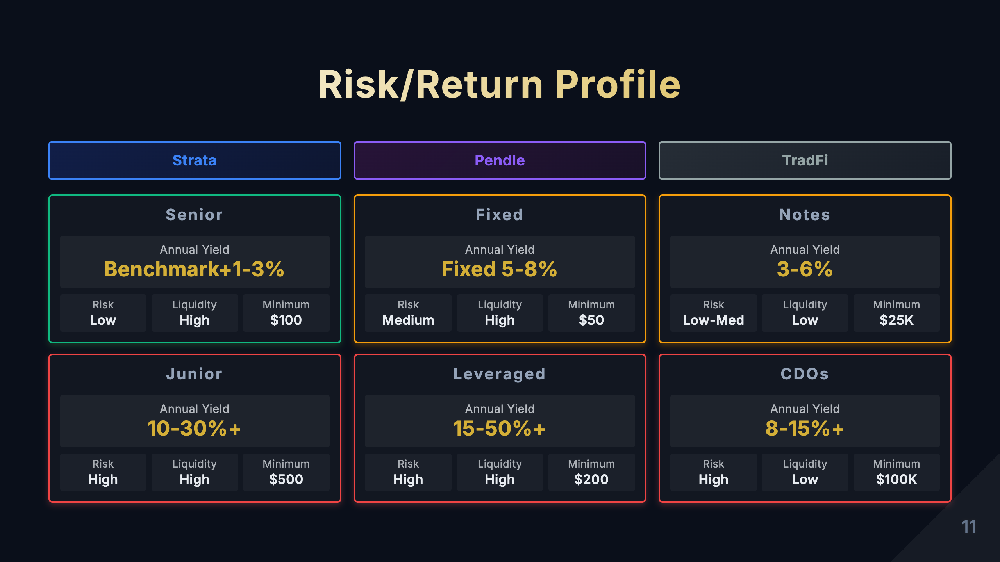 Risk/Return Profile
Strata
Pendle
TradFi
Senior
Annual Yield
Benchmark+1-3%
Risk
Low
Liquidity
High
Minimum
$100
Fixed
Annual Yield
Fixed 5-8%
Risk
Medium
Liquidity
High
Minimum
$50
Notes
Annual Yield
3-6%
Risk
Low-Med
Liquidity
Low
Minimum
$25K
Junior
Annual Yield
10-30%+
Risk
High
Liquidity
High
Minimum
$500
Leveraged
Annual Yield
15-50%+
Risk
High
Liquidity
High
Minimum
$200
CDOs
Annual Yield
8-15%+
Risk
High
Liquidity
Low
Minimum
$100K
11